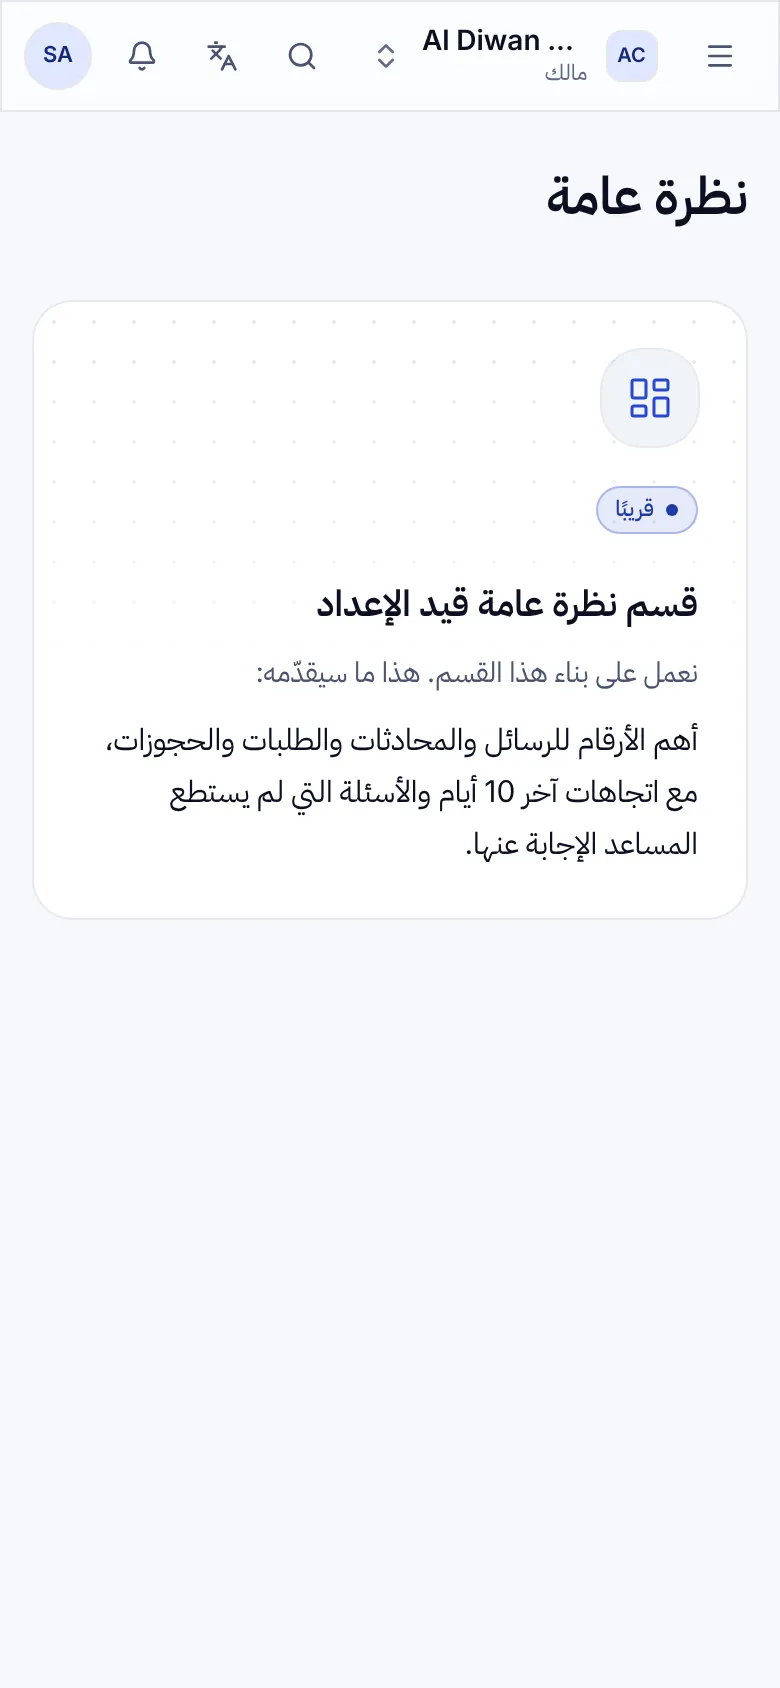 AC
Al Diwan ...
مالك
SA
نظرة عامة
قريبًا
قسم نظرة عامة قيد الإعداد
نعمل على بناء هذا القسم. هذا ما سيقدّمه:
أهم الأرقام للرسائل والمحادثات والطلبات والحجوزات،
مع اتجاهات آخر 10 أيام والأسئلة التي لم يستطع
المساعد الإجابة عنها.